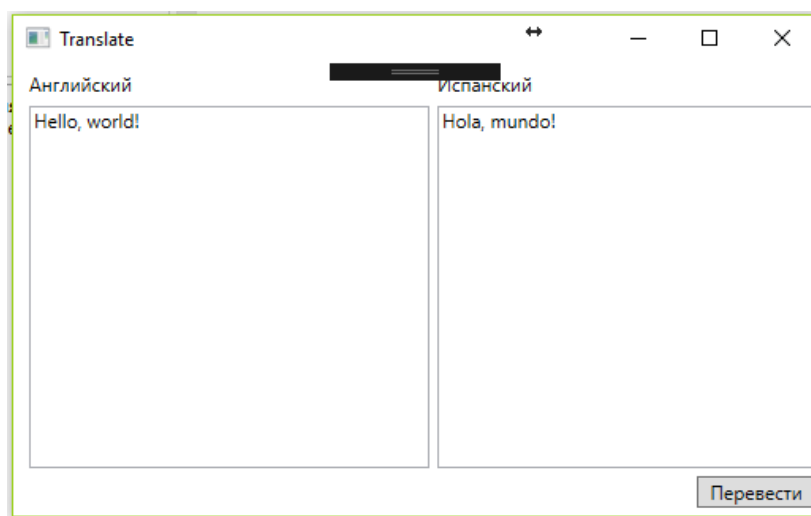 Translate
Английский
Испанский
Hello, world!
Hola, mundo!
Перевести